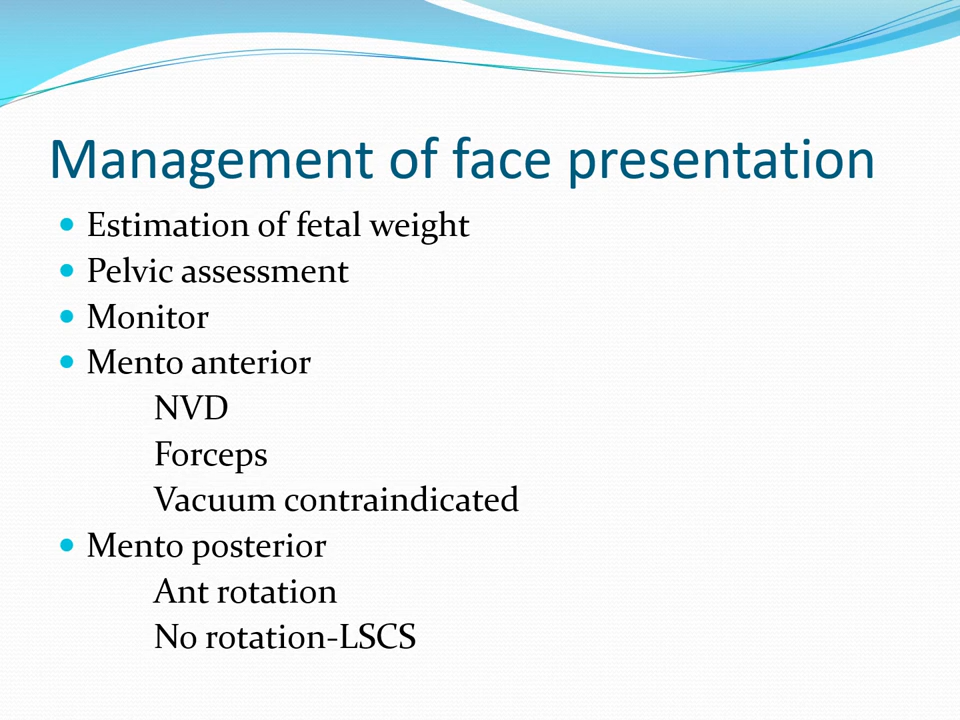 Management of face presentation
Estimation of fetal weight
Pelvic assessment
Monitor
Mento anterior
NVD
Forceps
Vacuum contraindicated
Mento posterior
Ant rotation
No rotation-LSCS